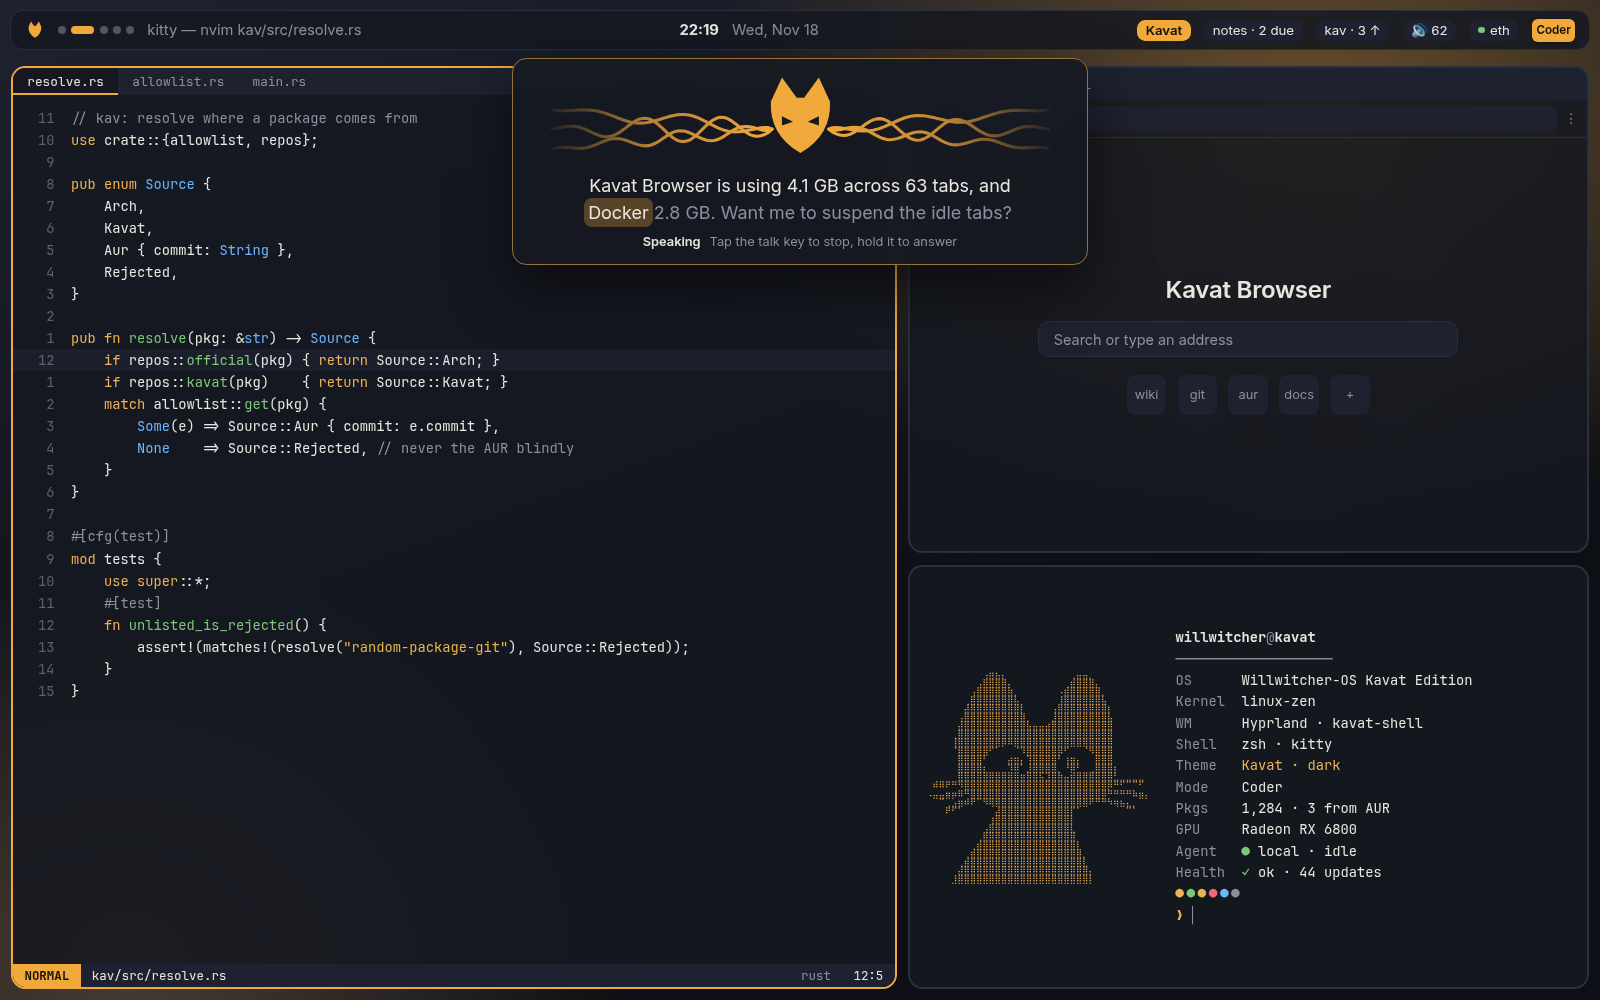 kitty — nvim kav/src/resolve.rs
22:19 Wed, Nov 18
Kavat notes · 2 due kav · 3 ↑ 62 eth Coder
resolve.rs allowlist.rs main.rs
11 // kav: resolve where a package comes from
10 use crate::{allowlist, repos};
9
8 pub enum Source {
7     Arch,
6     Kavat,
5     Aur { commit: String },
4     Rejected,
3 }
2
1 pub fn resolve(pkg: &str) -> Source {
12     if repos::official(pkg) { return Source::Arch; }
1     if repos::kavat(pkg)    { return Source::Kavat; }
2     match allowlist::get(pkg) {
3         Some(e) => Source::Aur { commit: e.commit },
4         None    => Source::Rejected, // never the AUR blindly
5     }
6 }
7
8 #[cfg(test)]
9 mod tests {
10     use super::*;
11     #[test]
12     fn unlisted_is_rejected() {
13         assert!(matches!(resolve("random-package-git"), Source::Rejected));
14     }
15 }
NORMAL kav/src/resolve.rs rust 12:5
Kavat Browser is using 4.1 GB across 63 tabs, and
Docker 2.8 GB. Want me to suspend the idle tabs?
Speaking Tap the talk key to stop, hold it to answer
Kavat Browser
Search or type an address
wiki git aur docs +
willwitcher@kavat
OS Willwitcher-OS Kavat Edition
Kernel linux-zen
WM Hyprland · kavat-shell
Shell zsh · kitty
Theme Kavat · dark
Mode Coder
Pkgs 1,284 · 3 from AUR
GPU Radeon RX 6800
Agent ● local · idle
Health ✓ ok · 44 updates
❯